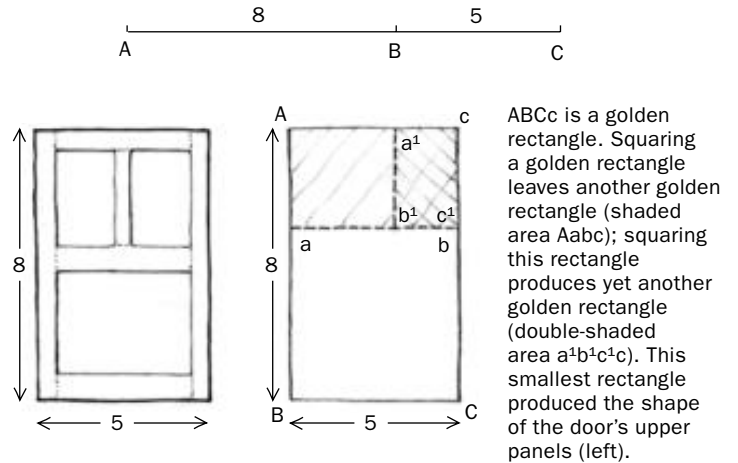 8 5
A B C
A c
a¹
b¹ c¹
a b
8 8
B C
5 5
ABCc is a golden
rectangle. Squaring
a golden rectangle
leaves another golden
rectangle (shaded
area Aabc); squaring
this rectangle
produces yet another
golden rectangle
(double-shaded
area a¹b¹c¹c). This
smallest rectangle
produced the shape
of the door's upper
panels (left).